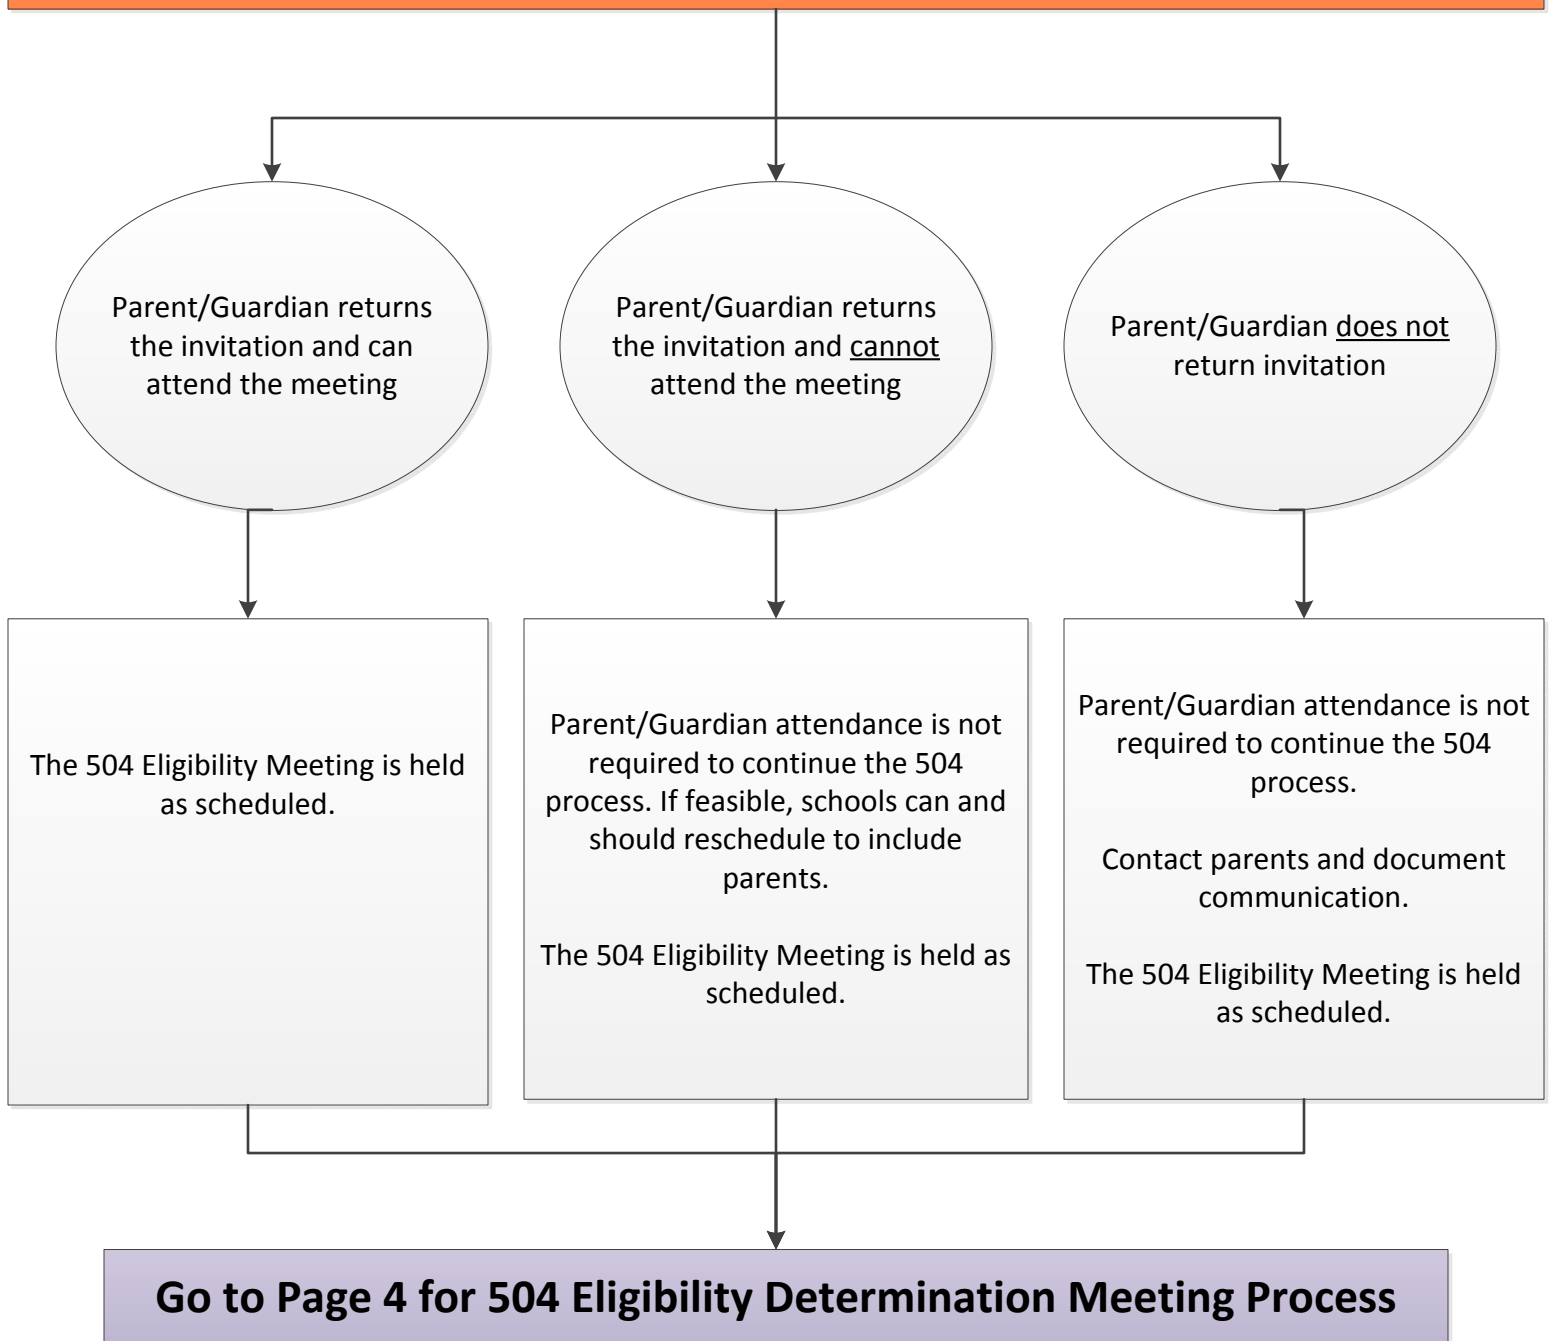 Parent/Guardian returns
the invitation and can
attend the meeting
Parent/Guardian returns
the invitation and cannot
attend the meeting
Parent/Guardian does not
return invitation
The 504 Eligibility Meeting is held
as scheduled.
Parent/Guardian attendance is not
required to continue the 504
process. If feasible, schools can and
should reschedule to include
parents.
The 504 Eligibility Meeting is held as
scheduled.
Parent/Guardian attendance is not
required to continue the 504
process.
Contact parents and document
communication.
The 504 Eligibility Meeting is held
as scheduled.
Go to Page 4 for 504 Eligibility Determination Meeting Process